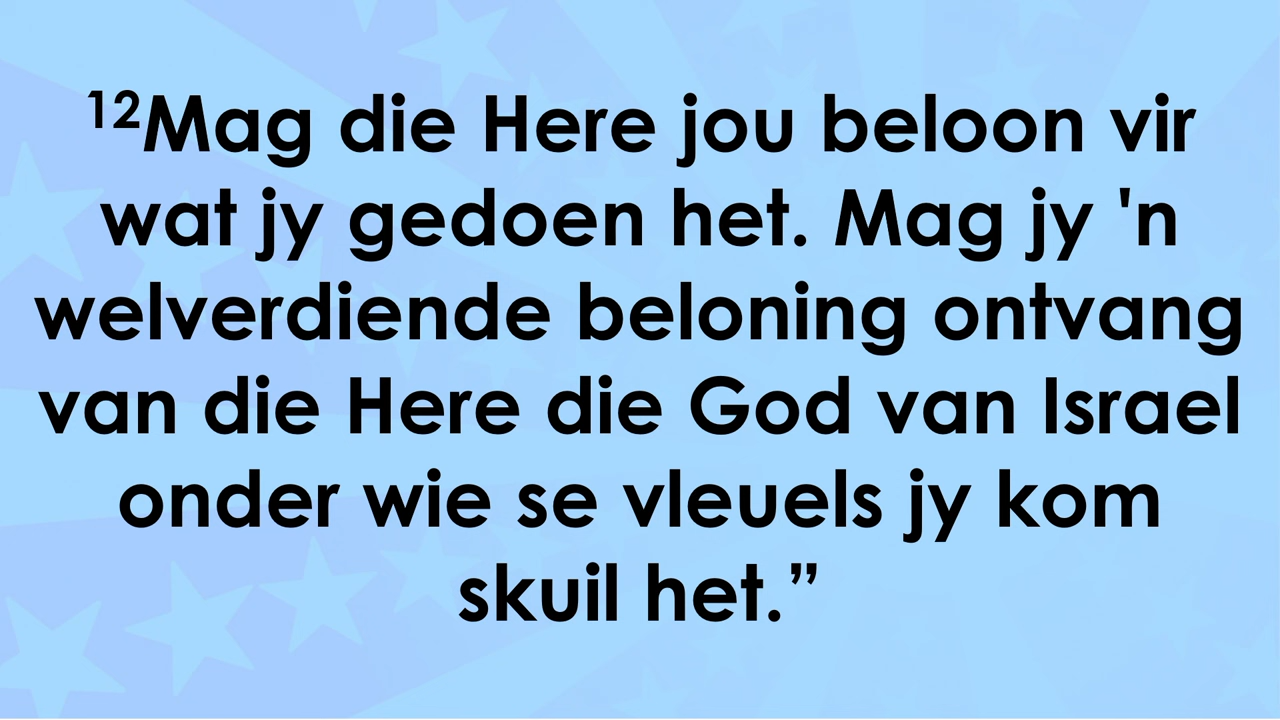 ¹²Mag die Here jou beloon vir
wat jy gedoen het. Mag jy 'n
welverdiende beloning ontvang
van die Here die God van Israel
onder wie se vleuels jy kom
skuil het.”